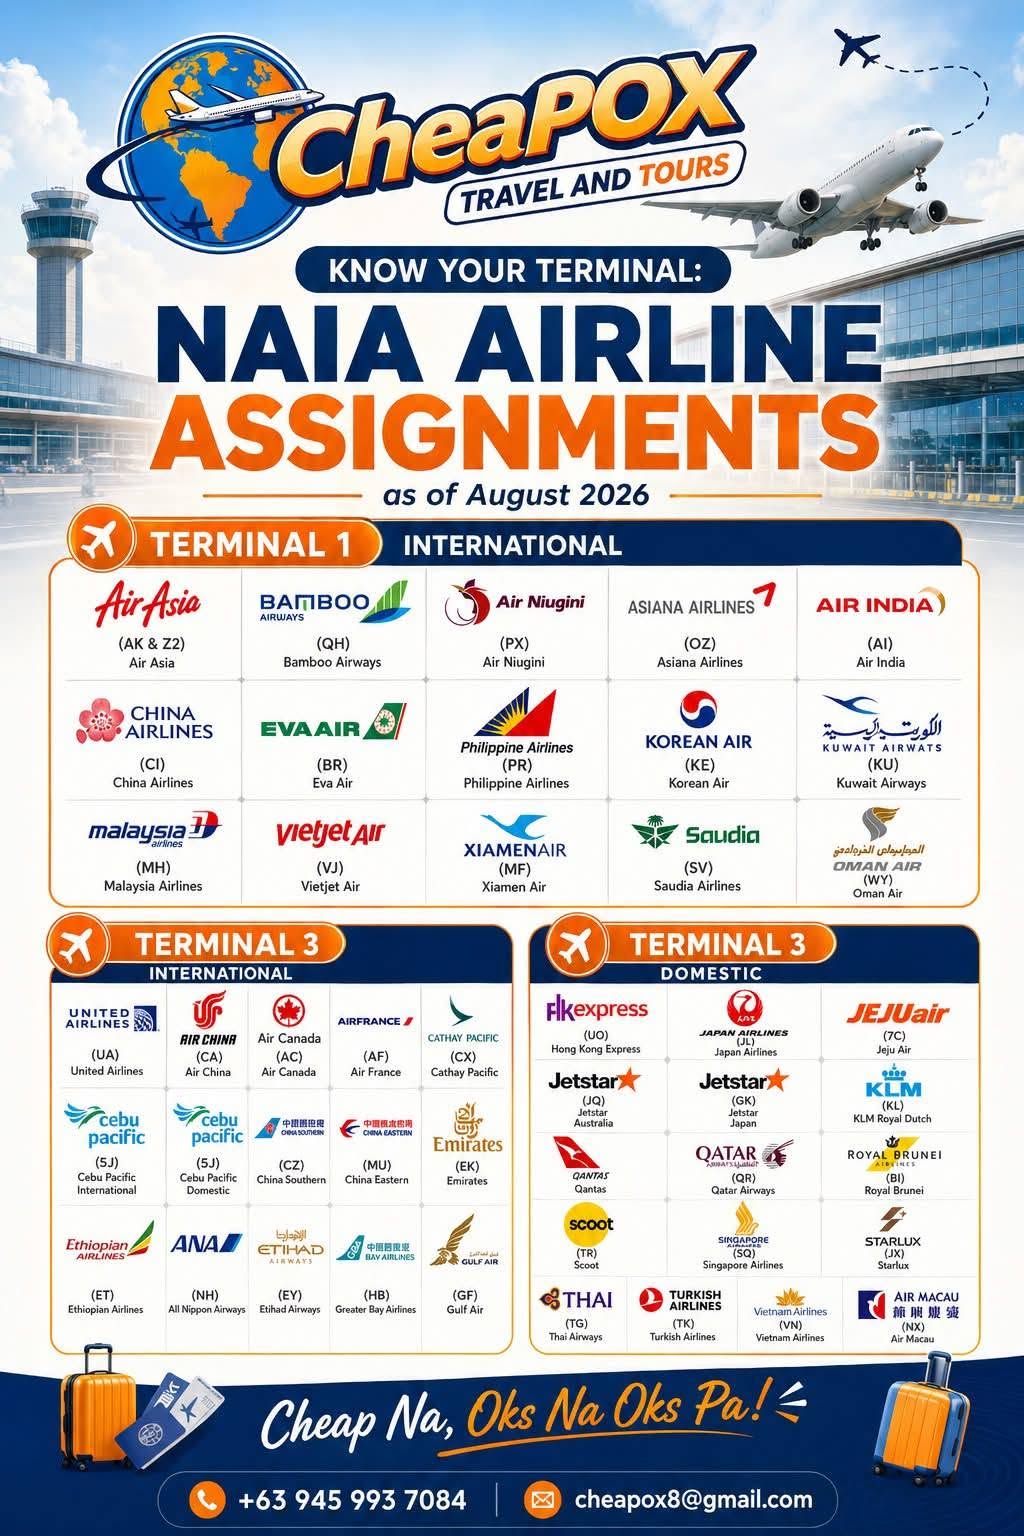 CheaPOX
TRAVEL AND TOURS
KNOW YOUR TERMINAL:
NAIA AIRLINE
ASSIGNMENTS
as of August 2026
TERMINAL 1 INTERNATIONAL
Air Asia
(AK & Z2)
Air Asia
BAMBOO
AIRWAYS
(QH)
Bamboo Airways
Air Niugini
(PX)
Air Niugini
ASIANA AIRLINES
(OZ)
Asiana Airlines
AIR INDIA
(AI)
Air India
CHINA
AIRLINES
(CI)
China Airlines
EVA AIR
(BR)
Eva Air
Philippine Airlines
(PR)
Philippine Airlines
KOREAN AIR
(KE)
Korean Air
KUWAIT AIRWATS
(KU)
Kuwait Airways
malaysia
airlines
(MH)
Malaysia Airlines
vietjet Air
(VJ)
Vietjet Air
XIAMENAIR
(MF)
Xiamen Air
Saudia
(SV)
Saudia Airlines
OMAN AIR
(WY)
Oman Air
TERMINAL 3
INTERNATIONAL
UNITED
AIRLINES
(UA)
United Airlines
AIR CHINA
(CA)
Air China
Air Canada
(AC)
Air Canada
AIRFRANCE
(AF)
Air France
CATHAY PACIFIC
(CX)
Cathay Pacific
cebu
pacific
(5J)
Cebu Pacific
International
cebu
pacific
(5J)
Cebu Pacific
Domestic
CHINA SOUTHERN
(CZ)
China Southern
CHINA EASTERN
(MU)
China Eastern
Emirates
(EK)
Emirates
Ethiopian
AIRLINES
(ET)
Ethiopian Airlines
ANA
(NH)
All Nippon Airways
ETIHAD
AIRWAYS
(EY)
Etihad Airways
BAY AIRLINES
(HB)
Greater Bay Airlines
GULF AIR
(GF)
Gulf Air
TERMINAL 3
DOMESTIC
HKexpress
(UO)
Hong Kong Express
JAL
JAPAN AIRLINES
(JL)
Japan Airlines
JEJUair
(7C)
Jeju Air
Jetstar
(JQ)
Jetstar
Australia
Jetstar
(GK)
Jetstar
Japan
KLM
(KL)
KLM Royal Dutch
QANTAS
(QF)
Qantas
QATAR
(QR)
Qatar Airways
ROYAL BRUNEI
AIRLINES
(BI)
Royal Brunei
scoot
(TR)
Scoot
SINGAPORE
AIRLINES
(SQ)
Singapore Airlines
STARLUX
(JX)
Starlux
THAI
(TG)
Thai Airways
TURKISH
AIRLINES
(TK)
Turkish Airlines
Vietnam Airlines
(VN)
Vietnam Airlines
AIR MACAU
(NX)
Air Macau
Cheap Na, Oks Na Oks Pa!
+63 945 993 7084
cheapox8@gmail.com